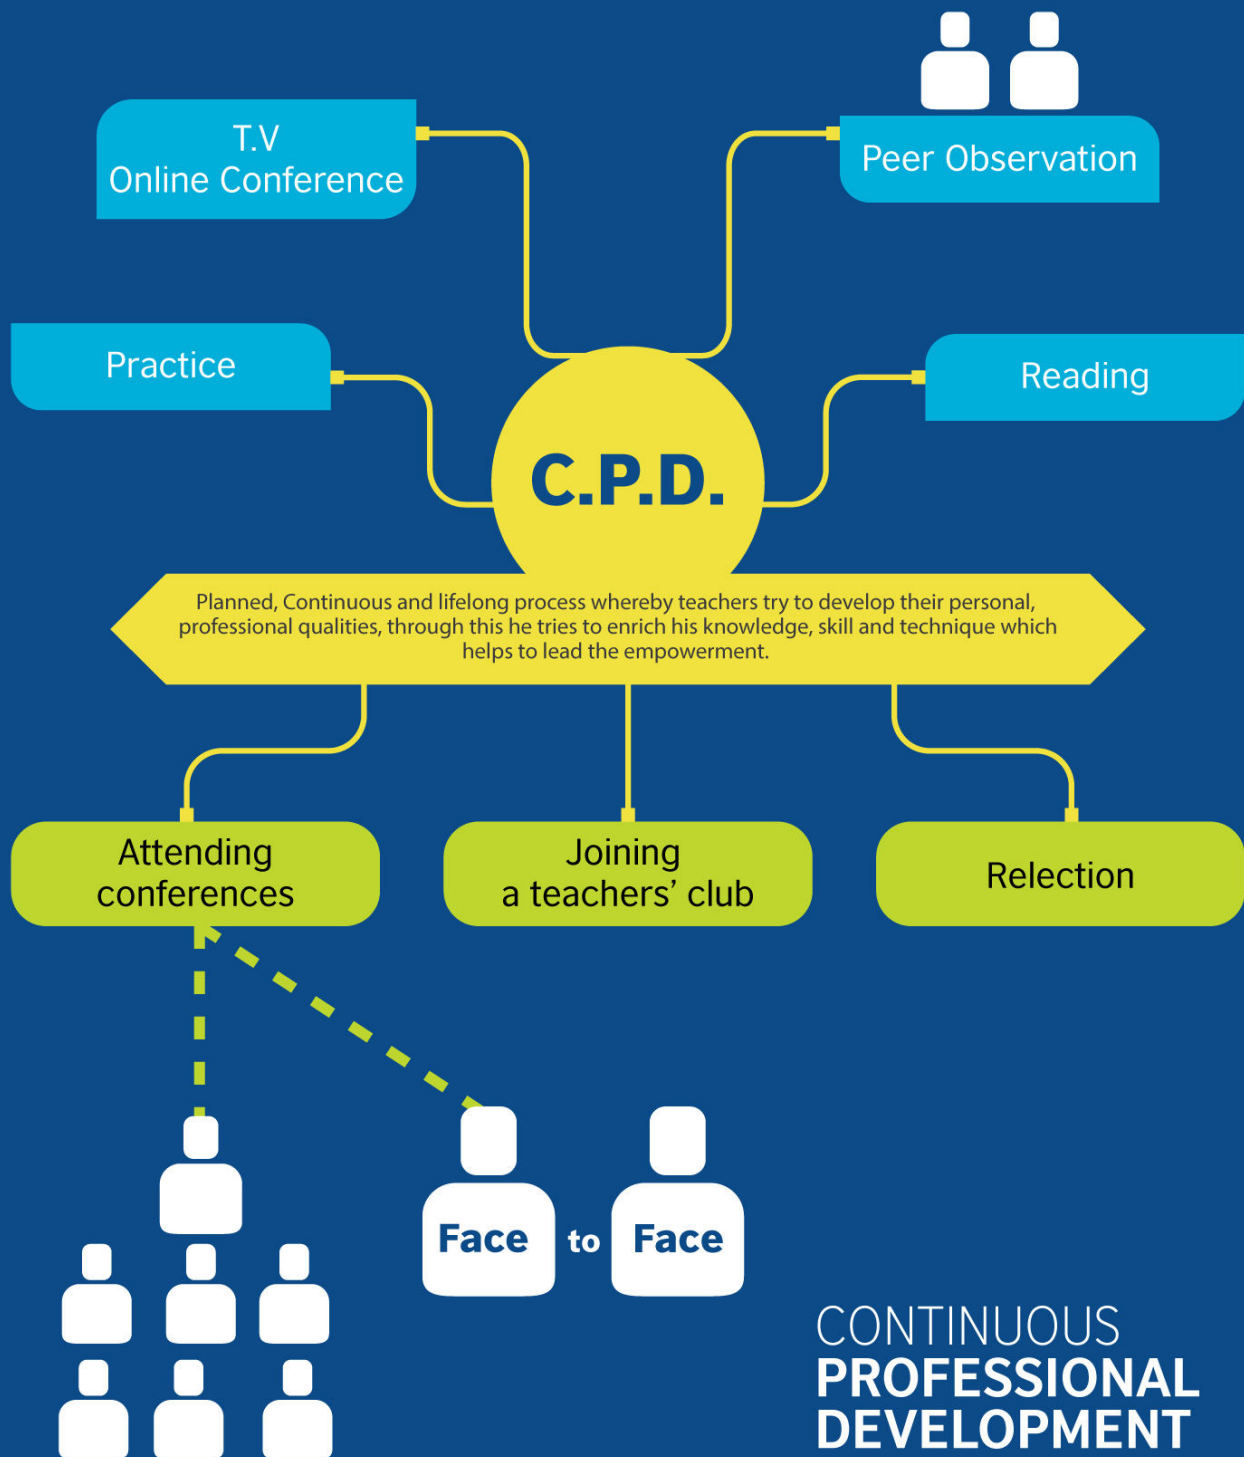 T.V
Online Conference
Peer Observation
Practice
Reading
C.P.D.
Planned, Continuous and lifelong process whereby teachers try to develop their personal,
professional qualities, through this he tries to enrich his knowledge, skill and technique which
helps to lead the empowerment.
Attending
conferences
Joining
a teachers’ club
Relection
Face to Face
CONTINUOUS
PROFESSIONAL
DEVELOPMENT